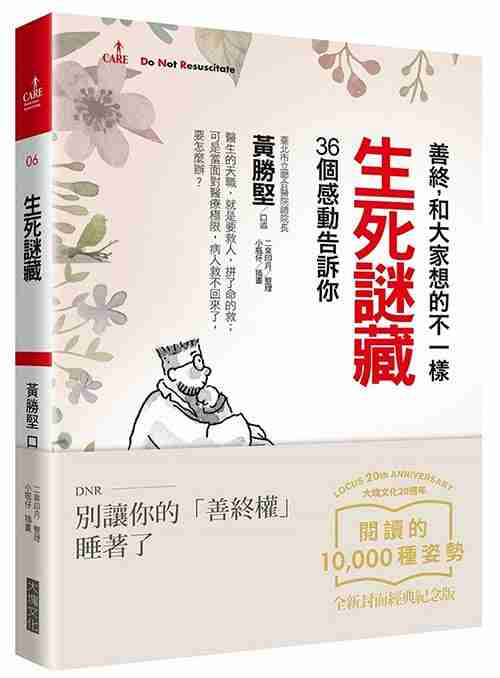 CARE
Do Not Resuscitate
善終，和大家想的不一樣
生死謎藏
36個感動告訴你
臺北市立聯合醫院總院長
黃勝堅／口述
二泉印月／整理
小瓶仔／插畫
醫生的天職，就是要救人，拼了命的救；
可是當面對醫療極限，病人救不回來了，
要怎麼辦？
DNR
別讓你的「善終權」
睡著了
LOCUS 20th ANNIVERSARY
大塊文化20週年
閱讀的
10,000種姿勢
全新封面經典紀念版
CARE
06
生死謎藏
黃勝堅 口
二泉印月 整理
小瓶仔 插畫
大塊文化